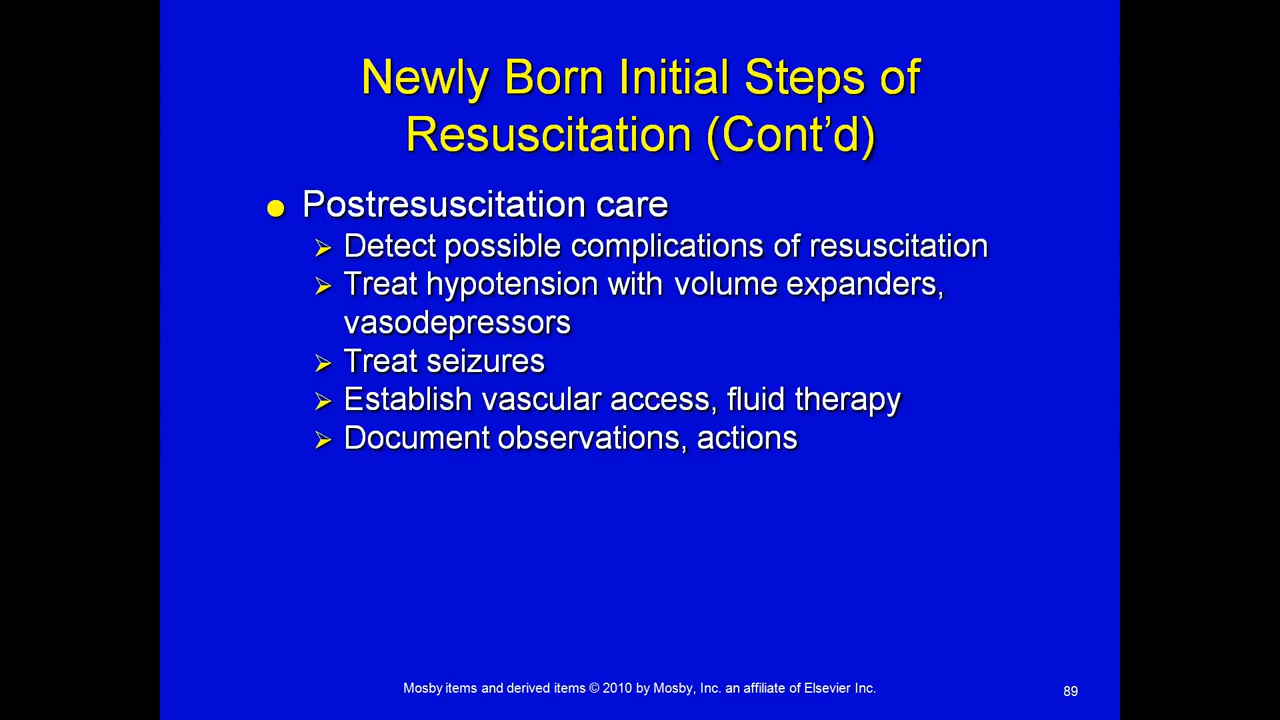 Newly Born Initial Steps of
Resuscitation (Cont’d)
Postresuscitation care
Detect possible complications of resuscitation
Treat hypotension with volume expanders,
vasodepressors
Treat seizures
Establish vascular access, fluid therapy
Document observations, actions
Mosby items and derived items © 2010 by Mosby, Inc. an affiliate of Elsevier Inc.
89